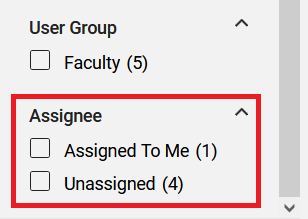 User Group
Faculty (5)
Assignee
Assigned To Me (1)
Unassigned (4)